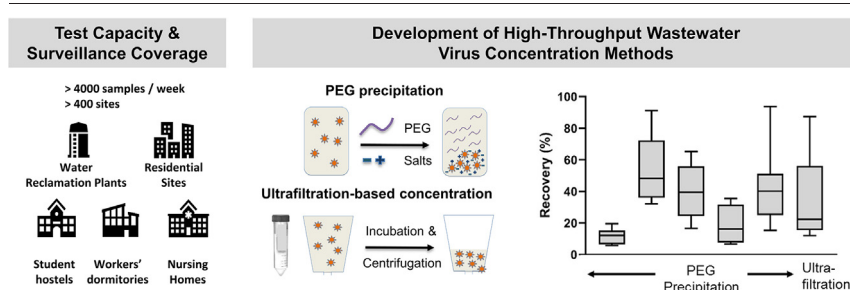 Test Capacity &
Surveillance Coverage
> 4000 samples / week
> 400 sites
Water
Reclamation Plants
Residential
Sites
Student
hostels
Workers'
dormitories
Nursing
Homes
Development of High-Throughput Wastewater
Virus Concentration Methods
PEG precipitation
PEG
Salts
Ultrafiltration-based concentration
Incubation &
Centrifugation
Recovery (%)
100
80
60
40
20
0
PEG
Precipitation
Ultra-
filtration